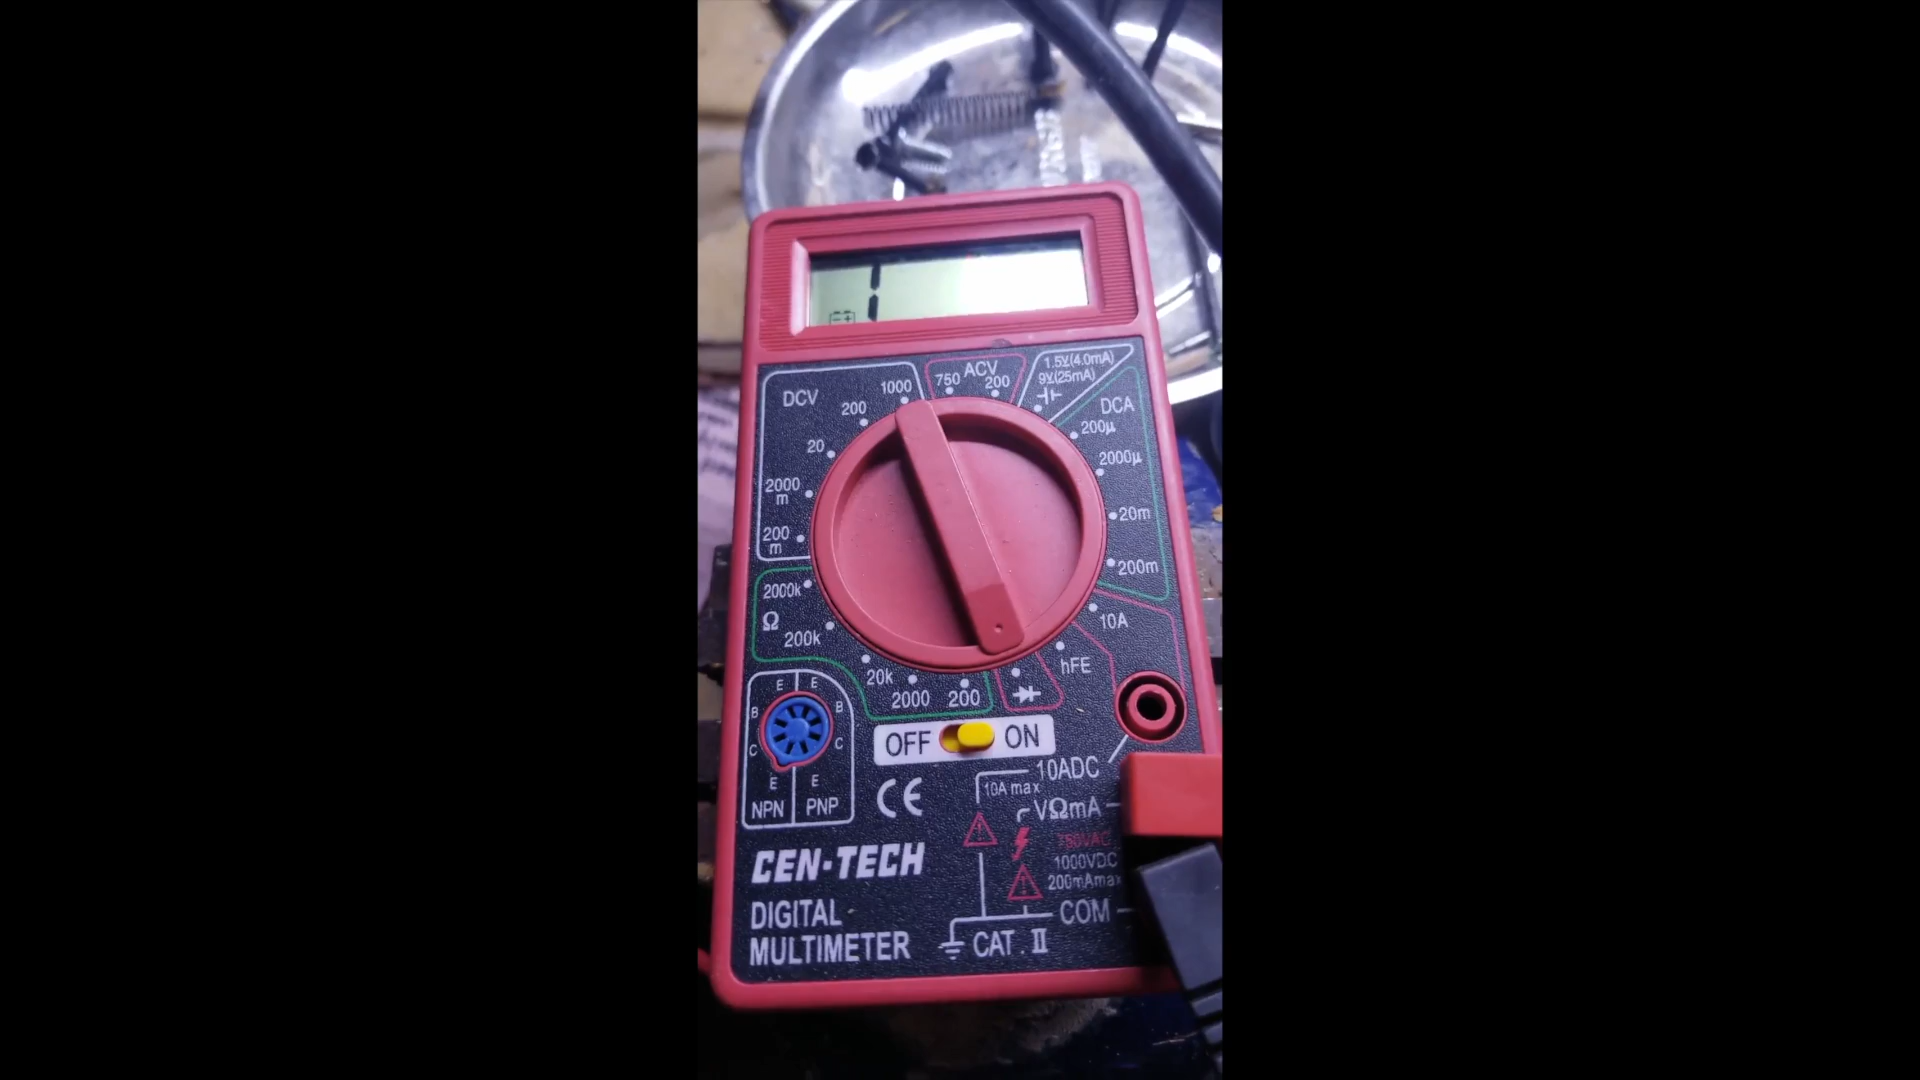 1
DCV
1000
750
ACV
200
1.5V(4.0mA)
9V(25mA)
200
20
2000
m
200
m
2000k
Ω
200k
20k
2000
200
DCA
200µ
2000µ
20m
200m
10A
hFE
OFF ON
E E
B B
C C
E E
NPN PNP
CE
10ADC
10A max
VΩmA
750VAC
1000VDC
200mAmax
COM
CAT. II
CEN-TECH
DIGITAL
MULTIMETER